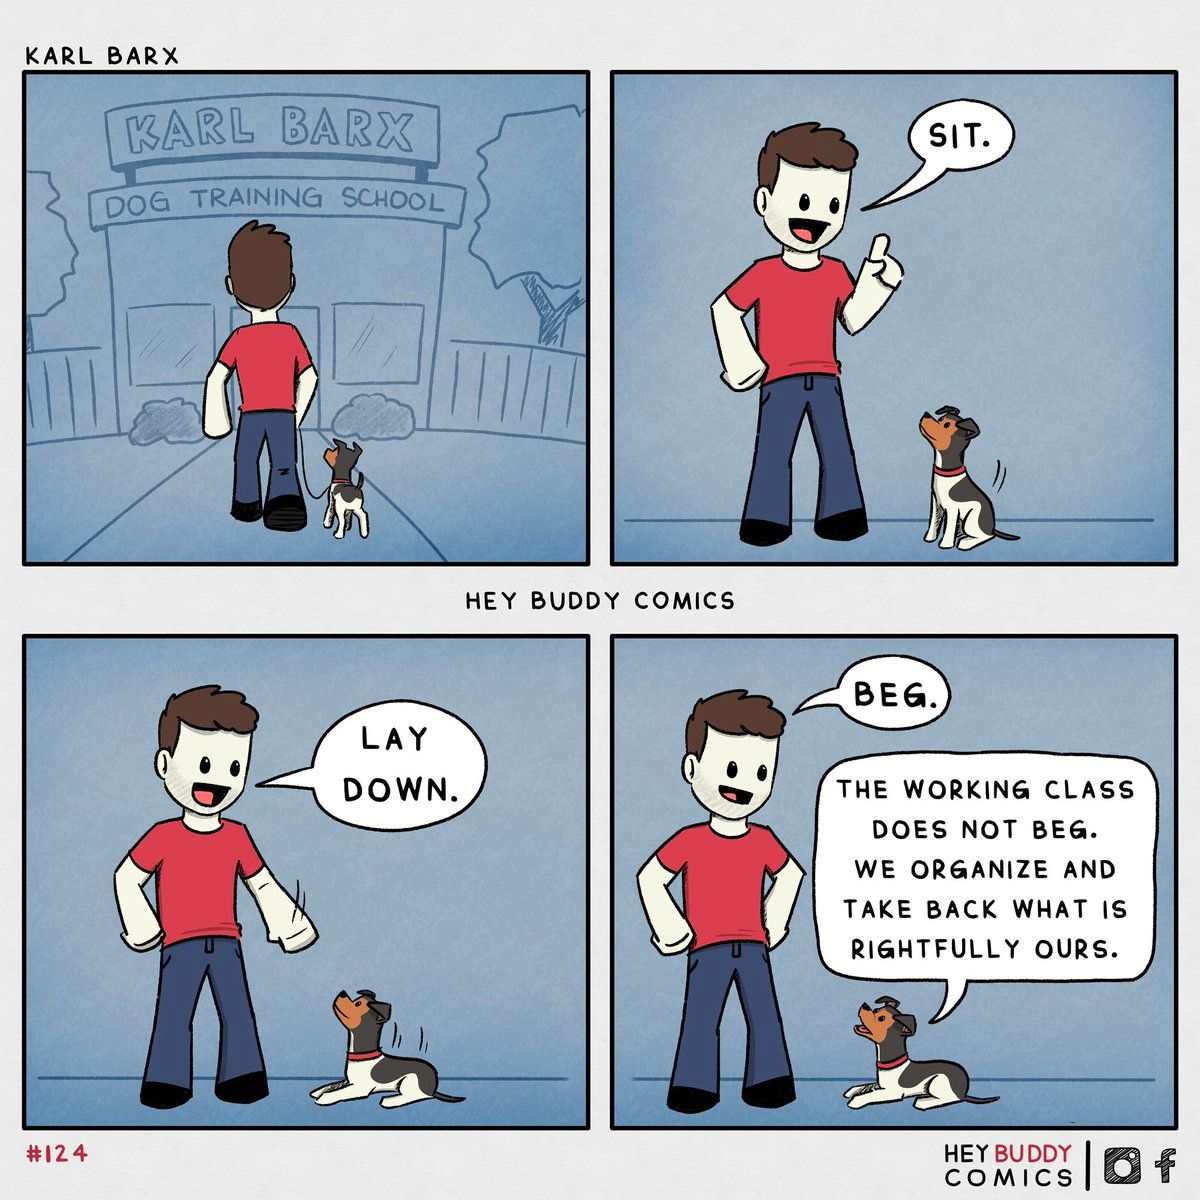 KARL BARX
KARL BARX
DOG TRAINING SCHOOL
SIT.
HEY BUDDY COMICS
LAY
DOWN.
BEG.
THE WORKING CLASS
DOES NOT BEG.
WE ORGANIZE AND
TAKE BACK WHAT IS
RIGHTFULLY OURS.
#124
HEY BUDDY
COMICS
f